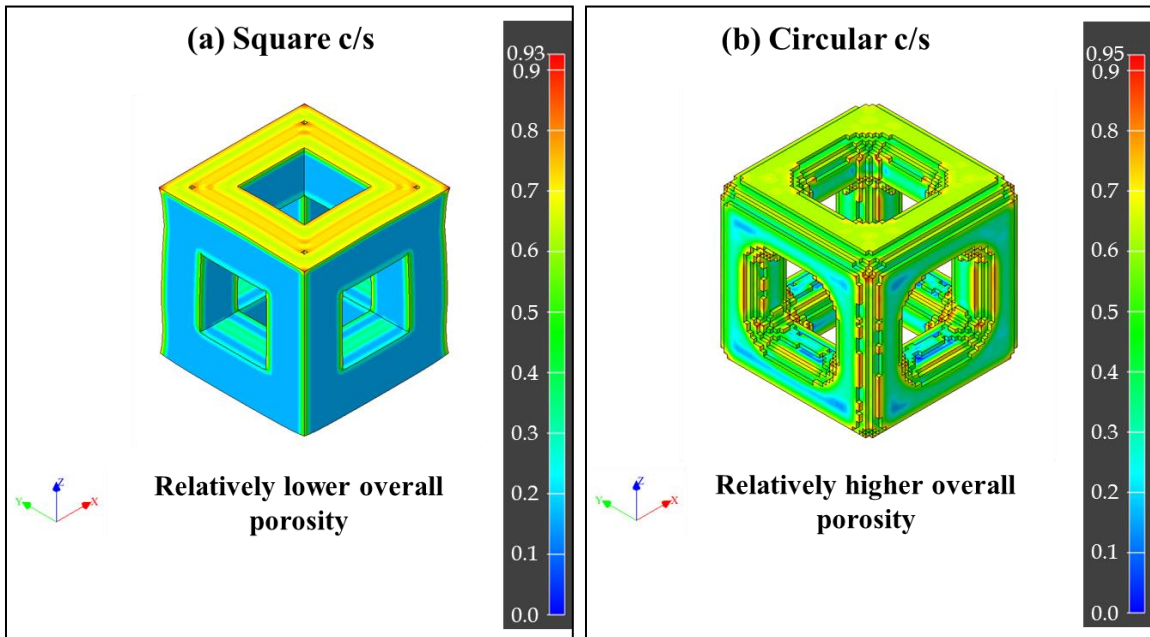 (a) Square c/s
0.93
0.9
0.8
0.7
0.6
0.5
0.4
0.3
0.2
0.1
0.0
Z
Y
X
Relatively lower overall
porosity
(b) Circular c/s
0.95
0.9
0.8
0.7
0.6
0.5
0.4
0.3
0.2
0.1
0.0
Z
Y
X
Relatively higher overall
porosity